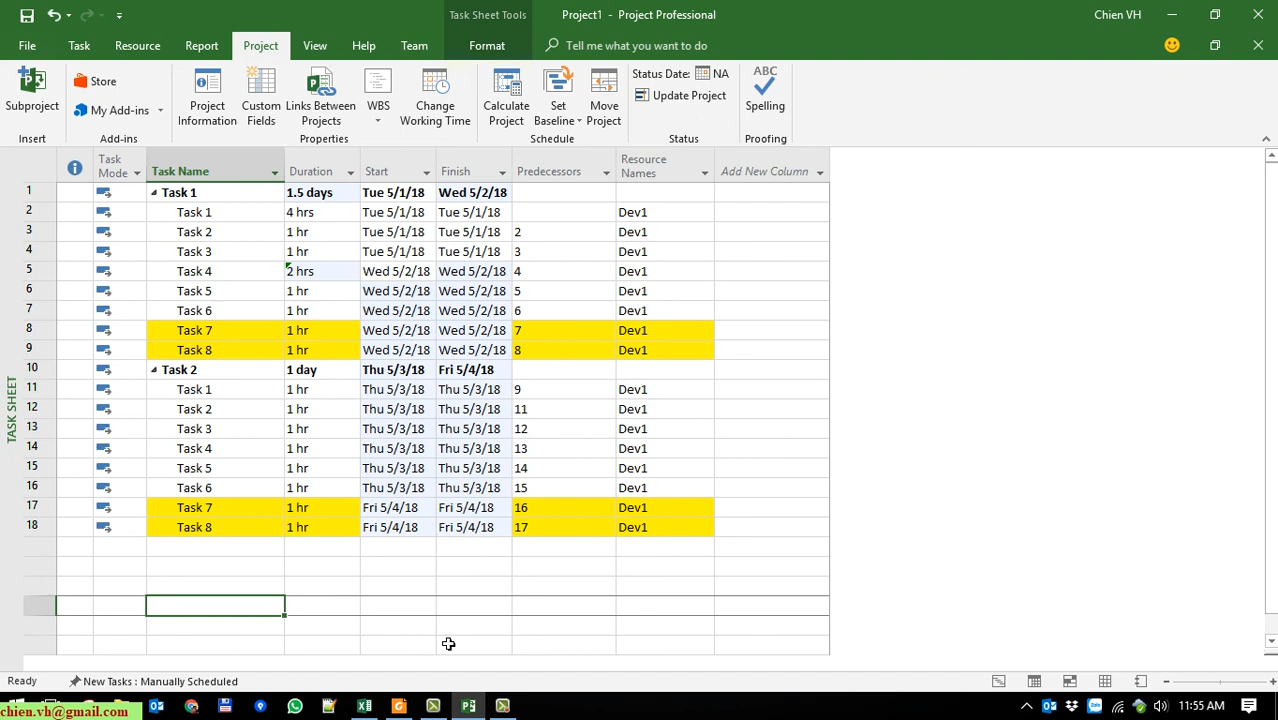 Task Sheet Tools
Project1 - Project Professional
Chien VH
File Task Resource Report Project View Help Team Format Tell me what you want to do
Subproject
Store
My Add-ins
Project Information
Custom Fields
Links Between Projects
WBS
Change Working Time
Calculate Project
Set Baseline
Move Project
Status Date: NA
Update Project
ABC
Spelling
Insert Add-ins Properties Schedule Status Proofing
Task Mode Task Name Duration Start Finish Predecessors Resource Names Add New Column
1 Task 1 1.5 days Tue 5/1/18 Wed 5/2/18
2 Task 1 4 hrs Tue 5/1/18 Tue 5/1/18 Dev1
3 Task 2 1 hr Tue 5/1/18 Tue 5/1/18 2 Dev1
4 Task 3 1 hr Tue 5/1/18 Tue 5/1/18 3 Dev1
5 Task 4 2 hrs Wed 5/2/18 Wed 5/2/18 4 Dev1
6 Task 5 1 hr Wed 5/2/18 Wed 5/2/18 5 Dev1
7 Task 6 1 hr Wed 5/2/18 Wed 5/2/18 6 Dev1
8 Task 7 1 hr Wed 5/2/18 Wed 5/2/18 7 Dev1
9 Task 8 1 hr Wed 5/2/18 Wed 5/2/18 8 Dev1
10 Task 2 1 day Thu 5/3/18 Fri 5/4/18
11 Task 1 1 hr Thu 5/3/18 Thu 5/3/18 9 Dev1
12 Task 2 1 hr Thu 5/3/18 Thu 5/3/18 11 Dev1
13 Task 3 1 hr Thu 5/3/18 Thu 5/3/18 12 Dev1
14 Task 4 1 hr Thu 5/3/18 Thu 5/3/18 13 Dev1
15 Task 5 1 hr Thu 5/3/18 Thu 5/3/18 14 Dev1
16 Task 6 1 hr Thu 5/3/18 Thu 5/3/18 15 Dev1
17 Task 7 1 hr Fri 5/4/18 Fri 5/4/18 16 Dev1
18 Task 8 1 hr Fri 5/4/18 Fri 5/4/18 17 Dev1
TASK SHEET
Ready New Tasks : Manually Scheduled
chien.vh@gmail.com
11:55 AM